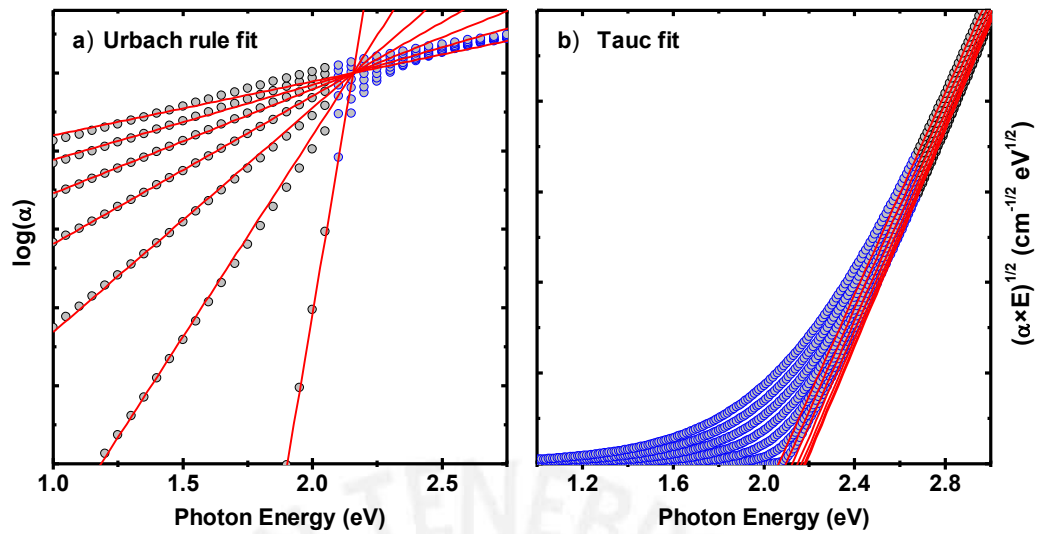 a) Urbach rule fit
log(α)
1.0 1.5 2.0 2.5
Photon Energy (eV)
b) Tauc fit
(α×E)^1/2 (cm^-1/2 eV^1/2)
1.2 1.6 2.0 2.4 2.8
Photon Energy (eV)
TENEB